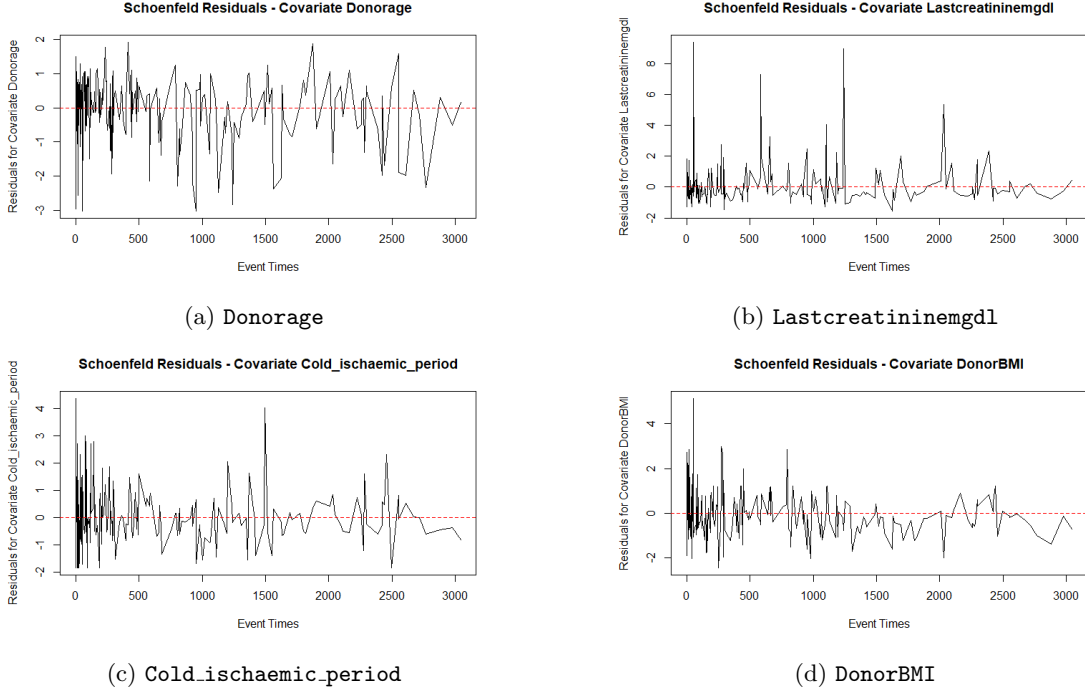 Schoenfeld Residuals - Covariate Donorage
Residuals for Covariate Donorage
2
1
0
-1
-2
-3
0 500 1000 1500 2000 2500 3000
Event Times
(a) Donorage
Schoenfeld Residuals - Covariate Lastcreatininemgdl
Residuals for Covariate Lastcreatininemgdl
8
6
4
2
0
-2
0 500 1000 1500 2000 2500 3000
Event Times
(b) Lastcreatininemgdl
Schoenfeld Residuals - Covariate Cold_ischaemic_period
Residuals for Covariate Cold_ischaemic_period
4
3
2
1
0
-1
-2
0 500 1000 1500 2000 2500 3000
Event Times
(c) Cold_ischaemic_period
Schoenfeld Residuals - Covariate DonorBMI
Residuals for Covariate DonorBMI
4
2
0
-2
0 500 1000 1500 2000 2500 3000
Event Times
(d) DonorBMI